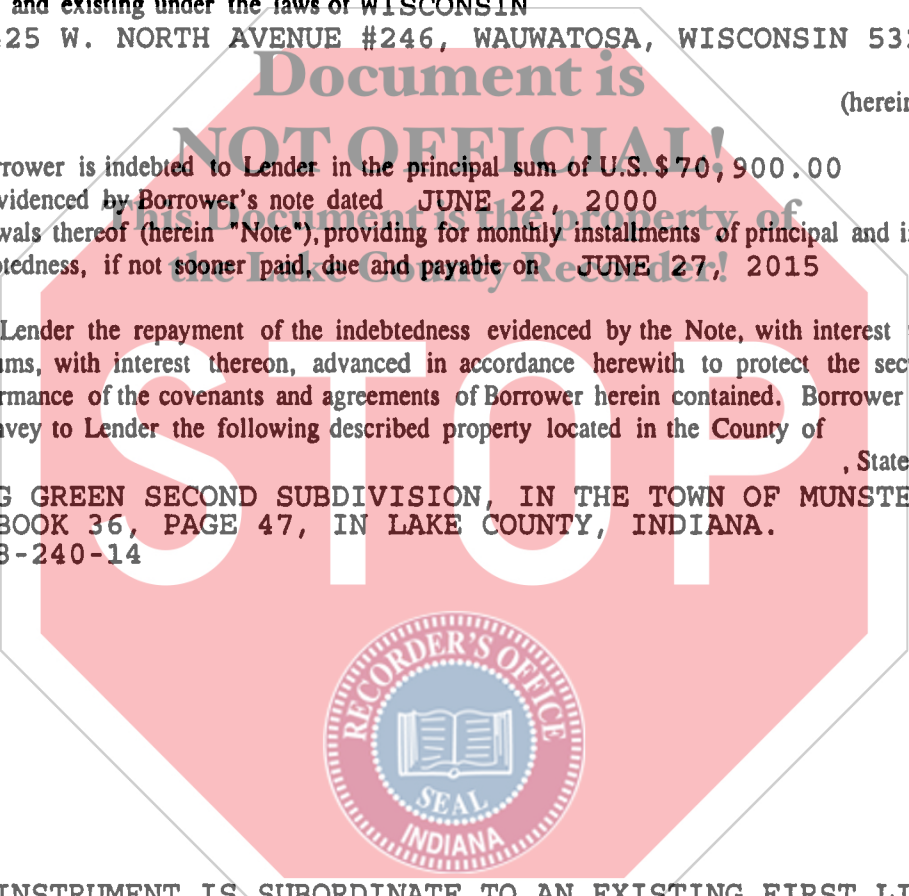 and existing under the laws of WISCONSIN
25 W. NORTH AVENUE #246, WAUWATOSA, WISCONSIN 53
Document is
(herein
NOT OFFICIAL!
rower is indebted to Lender in the principal sum of U.S. $ 70,900.00
videnced by Borrower's note dated JUNE 22, 2000
This Document is the property of
wals thereof (herein "Note"), providing for monthly installments of principal and i
tedness, if not sooner paid, due and payable on JUNE 27, 2015
the Lake County Recorder!
Lender the repayment of the indebtedness evidenced by the Note, with interest
ums, with interest thereon, advanced in accordance herewith to protect the sec
rmance of the covenants and agreements of Borrower herein contained. Borrower
vey to Lender the following described property located in the County of
, State
G GREEN SECOND SUBDIVISION, IN THE TOWN OF MUNSTE
BOOK 36, PAGE 47, IN LAKE COUNTY, INDIANA.
8-240-14
STOP
RECORDER'S OFFICE
SEAL
INDIANA
INSTRUMENT IS SUBORDINATE TO AN EXISTING FIRST LI